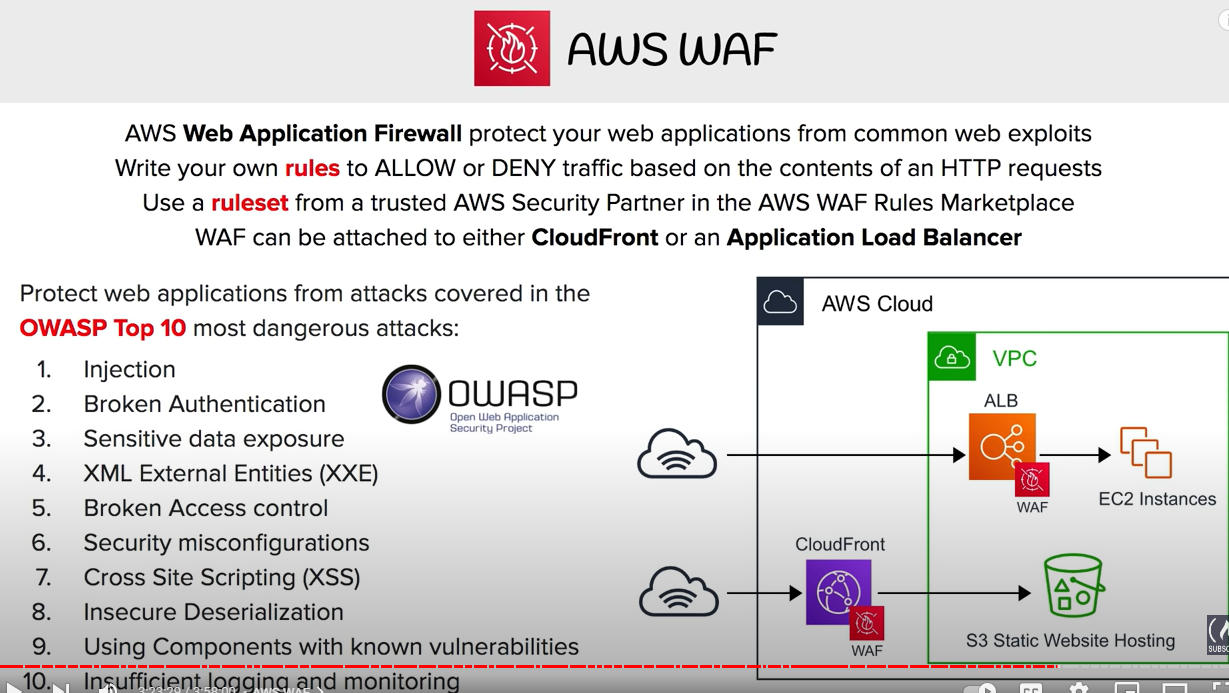 AWS WAF
AWS Web Application Firewall protect your web applications from common web exploits
Write your own rules to ALLOW or DENY traffic based on the contents of an HTTP requests
Use a ruleset from a trusted AWS Security Partner in the AWS WAF Rules Marketplace
WAF can be attached to either CloudFront or an Application Load Balancer
Protect web applications from attacks covered in the
OWASP Top 10 most dangerous attacks:
1. Injection
2. Broken Authentication
3. Sensitive data exposure
4. XML External Entities (XXE)
5. Broken Access control
6. Security misconfigurations
7. Cross Site Scripting (XSS)
8. Insecure Deserialization
9. Using Components with known vulnerabilities
10. Insufficient logging and monitoring
OWASP
Open Web Application
Security Project
AWS Cloud
VPC
ALB
WAF
EC2 Instances
CloudFront
WAF
S3 Static Website Hosting
3:23:29 / 3:58:00 • AWS WAF
CC